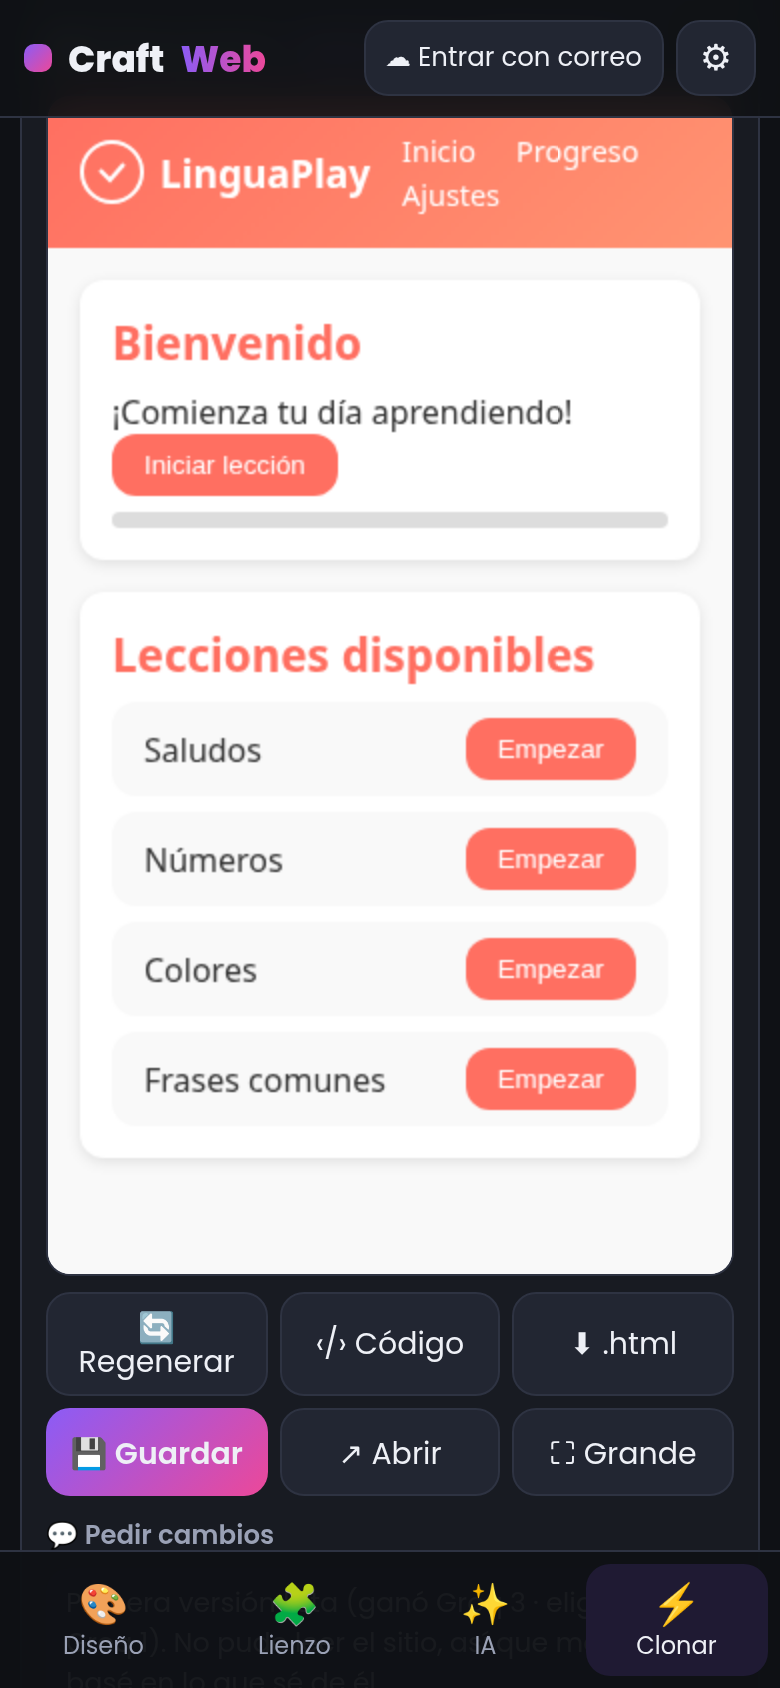 Craft Web
☁ Entrar con correo
LinguaPlay
Inicio Progreso
Ajustes
Bienvenido
¡Comienza tu día aprendiendo!
Iniciar lección
Lecciones disponibles
Saludos Empezar
Números Empezar
Colores Empezar
Frases comunes Empezar
Regenerar
‹/› Código
⬇ .html
💾 Guardar
↗ Abrir
⛶ Grande
💬 Pedir cambios
Diseño
Lienzo
IA
Clonar